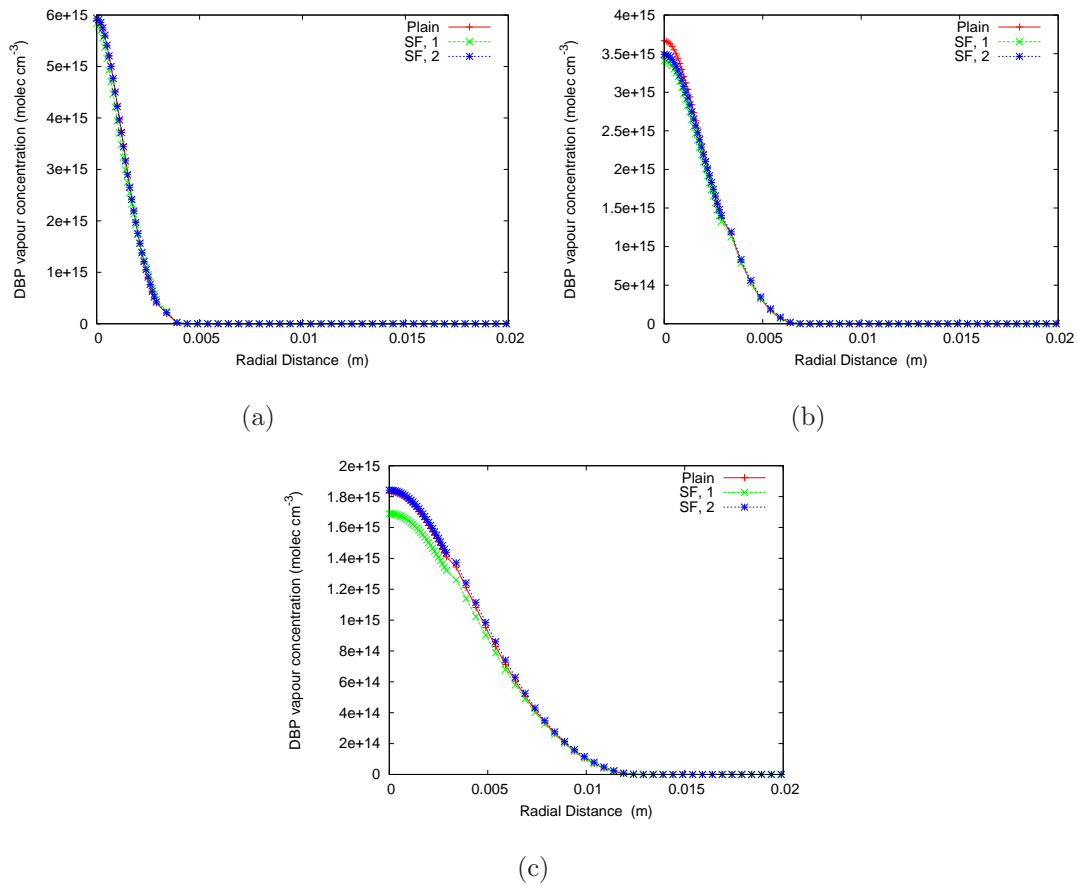 6e+15
5e+15
4e+15
3e+15
2e+15
1e+15
0
0 0.005 0.01 0.015 0.02
DBP vapour concentration (molec cm-3)
Radial Distance (m)
Plain
SF, 1
SF, 2
(a)
4e+15
3.5e+15
3e+15
2.5e+15
2e+15
1.5e+15
1e+15
5e+14
0
0 0.005 0.01 0.015 0.02
DBP vapour concentration (molec cm-3)
Radial Distance (m)
Plain
SF, 1
SF, 2
(b)
2e+15
1.8e+15
1.6e+15
1.4e+15
1.2e+15
1e+15
8e+14
6e+14
4e+14
2e+14
0
0 0.005 0.01 0.015 0.02
DBP vapour concentration (molec cm-3)
Radial Distance (m)
Plain
SF, 1
SF, 2
(c)